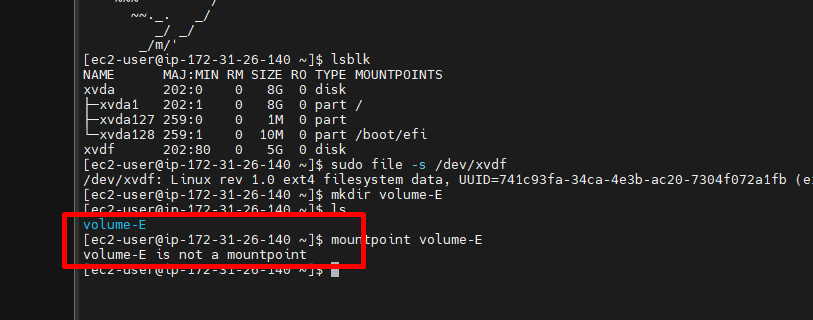 ~~._.   _/
_/ _/
_/m/'
[ec2-user@ip-172-31-26-140 ~]$ lsblk
NAME      MAJ:MIN RM SIZE RO TYPE MOUNTPOINTS
xvda      202:0    0   8G  0 disk
├─xvda1   202:1    0   8G  0 part /
├─xvda127 259:0    0   1M  0 part
└─xvda128 259:1    0  10M  0 part /boot/efi
xvdf      202:80   0   5G  0 disk
[ec2-user@ip-172-31-26-140 ~]$ sudo file -s /dev/xvdf
/dev/xvdf: Linux rev 1.0 ext4 filesystem data, UUID=741c93fa-34ca-4e3b-ac20-7304f072a1fb (e
[ec2-user@ip-172-31-26-140 ~]$ mkdir volume-E
[ec2-user@ip-172-31-26-140 ~]$ ls
volume-E
[ec2-user@ip-172-31-26-140 ~]$ mountpoint volume-E
volume-E is not a mountpoint
[ec2-user@ip-172-31-26-140 ~]$